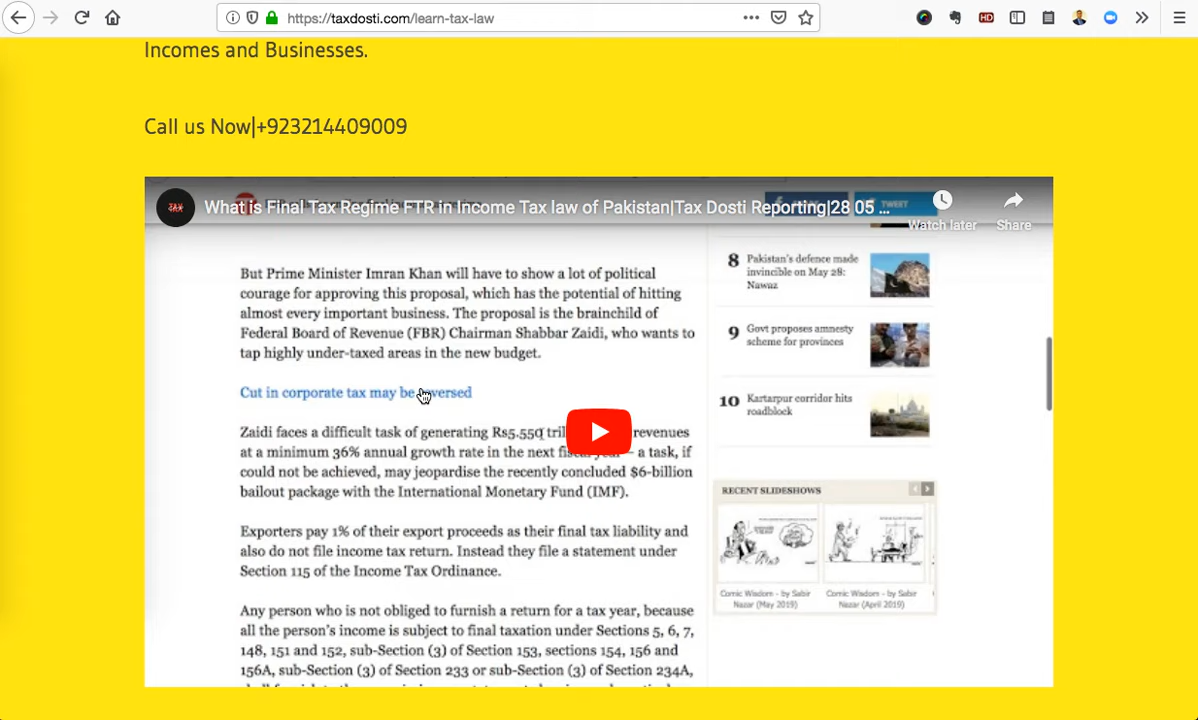 https://taxdosti.com/learn-tax-law
HD
Incomes and Businesses.
Call us Now|+923214409009
TAX
What is Final Tax Regime FTR in Income Tax law of Pakistan|Tax Dosti Reporting|28 05 ...
TWEET
Watch later
Share
But Prime Minister Imran Khan will have to show a lot of political
courage for approving this proposal, which has the potential of hitting
almost every important business. The proposal is the brainchild of
Federal Board of Revenue (FBR) Chairman Shabbar Zaidi, who wants to
tap highly under-taxed areas in the new budget.
Cut in corporate tax may be
Zaidi faces a difficult task of generating revenues
at a minimum 36% annual growth rate in the next – a task, if
could not be achieved, may jeopardise the recently concluded $6-billion
bailout package with the International Monetary Fund (IMF).
Exporters pay 1% of their export proceeds as their final tax liability and
also do not file income tax return. Instead they file a statement under
Section 115 of the Income Tax Ordinance.
Any person who is not obliged to furnish a return for a tax year, because
all the person's income is subject to final taxation under Sections 5, 6, 7,
148, 151 and 152, sub-Section (3) of Section 153, sections 154, 156 and
156A, sub-Section (3) of Section 233 or sub-Section (3) of Section 234A,
8 Pakistan's defence made
invincible on May 28:
Nawaz
9 Govt proposes amnesty
scheme for provinces
10 Kartarpur corridor hits
roadblock
RECENT SLIDESHOWS
Comic Wisdom - by Sabir
Nazar (May 2019)
Comic Wisdom - by Sabir
Nazar (April 2019)